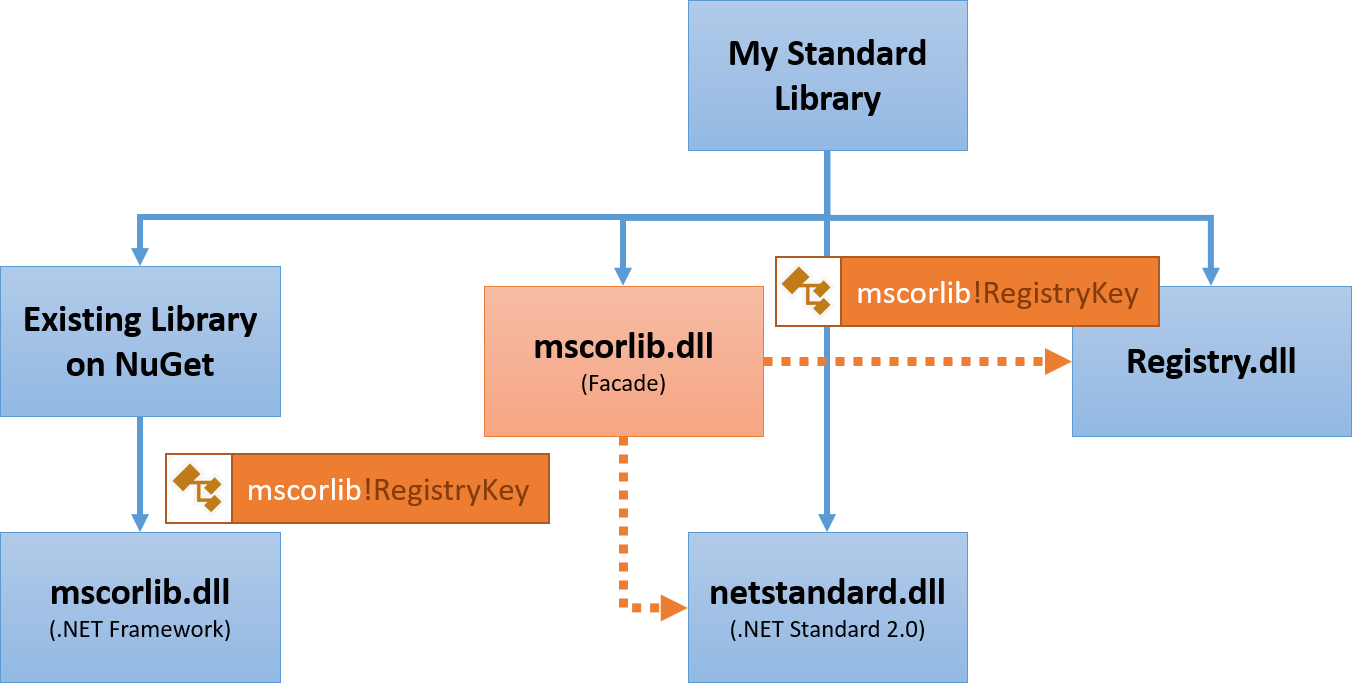 My Standard
Library
mscorlib!RegistryKey
Existing Library
on NuGet
mscorlib.dll
(Facade)
Registry.dll
mscorlib!RegistryKey
mscorlib.dll
(.NET Framework)
netstandard.dll
(.NET Standard 2.0)